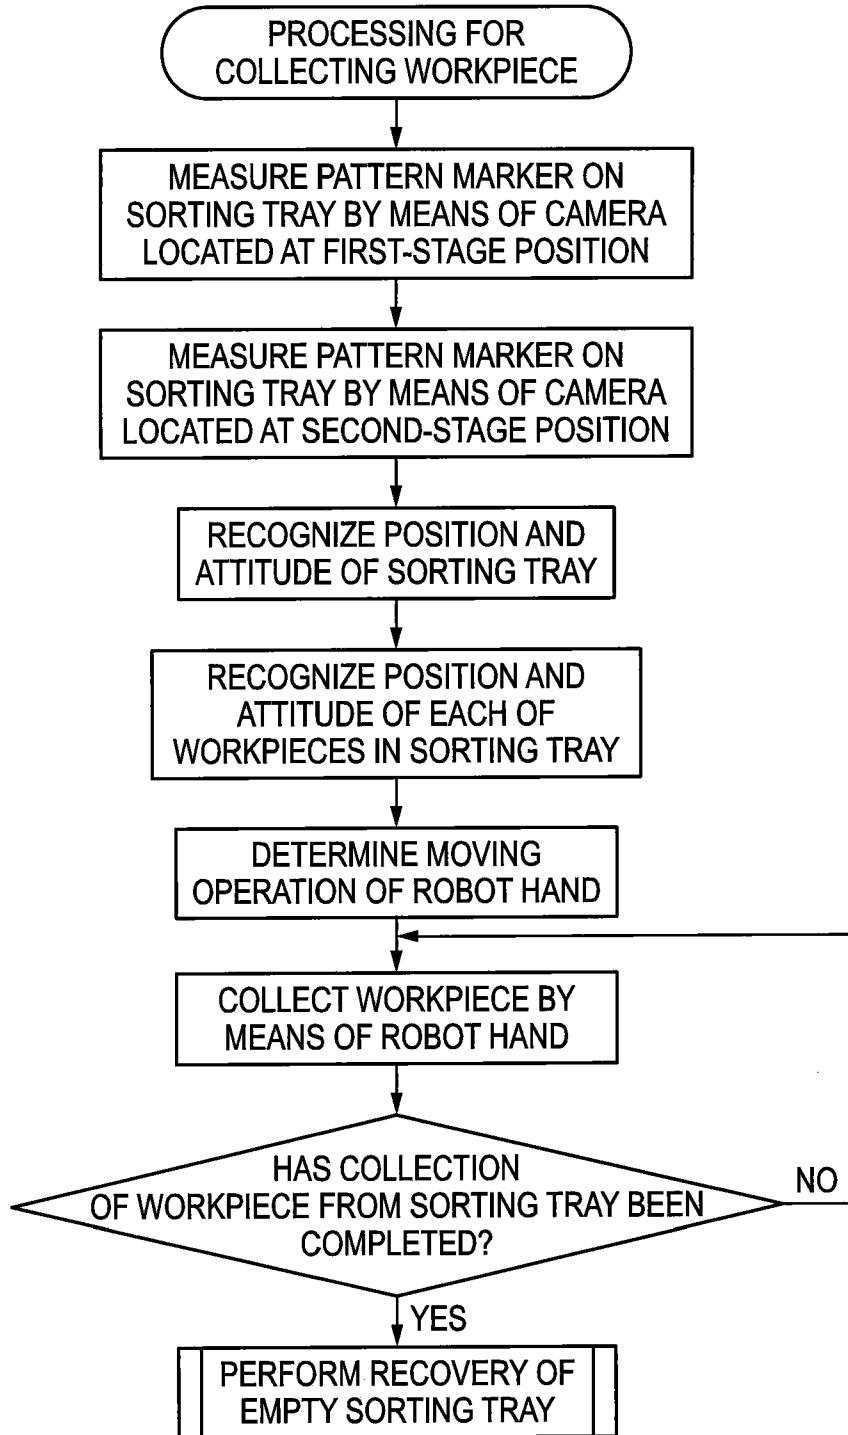 PROCESSING FOR
COLLECTING WORKPIECE
MEASURE PATTERN MARKER ON
SORTING TRAY BY MEANS OF CAMERA
LOCATED AT FIRST-STAGE POSITION
MEASURE PATTERN MARKER ON
SORTING TRAY BY MEANS OF CAMERA
LOCATED AT SECOND-STAGE POSITION
RECOGNIZE POSITION AND
ATTITUDE OF SORTING TRAY
RECOGNIZE POSITION AND
ATTITUDE OF EACH OF
WORKPIECES IN SORTING TRAY
DETERMINE MOVING
OPERATION OF ROBOT HAND
COLLECT WORKPIECE BY
MEANS OF ROBOT HAND
HAS COLLECTION
OF WORKPIECE FROM SORTING TRAY BEEN
COMPLETED?
NO
YES
PERFORM RECOVERY OF
EMPTY SORTING TRAY